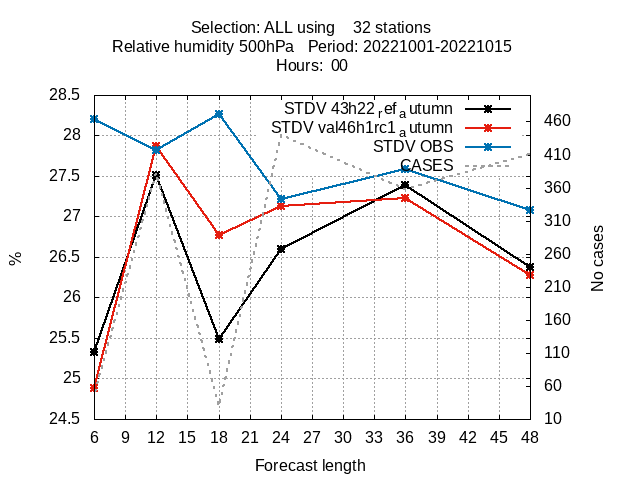 Selection: ALL using    32 stations
Relative humidity 500hPa   Period: 20221001-20221015
Hours:  00
STDV 43h22ref autumn
STDV val46h1rc1autumn
STDV OBS
CASES
28.5
28
27.5
27
26.5
26
25.5
25
24.5
%
460
410
360
310
260
210
160
110
60
10
No cases
6 9 12 15 18 21 24 27 30 33 36 39 42 45 48
Forecast length